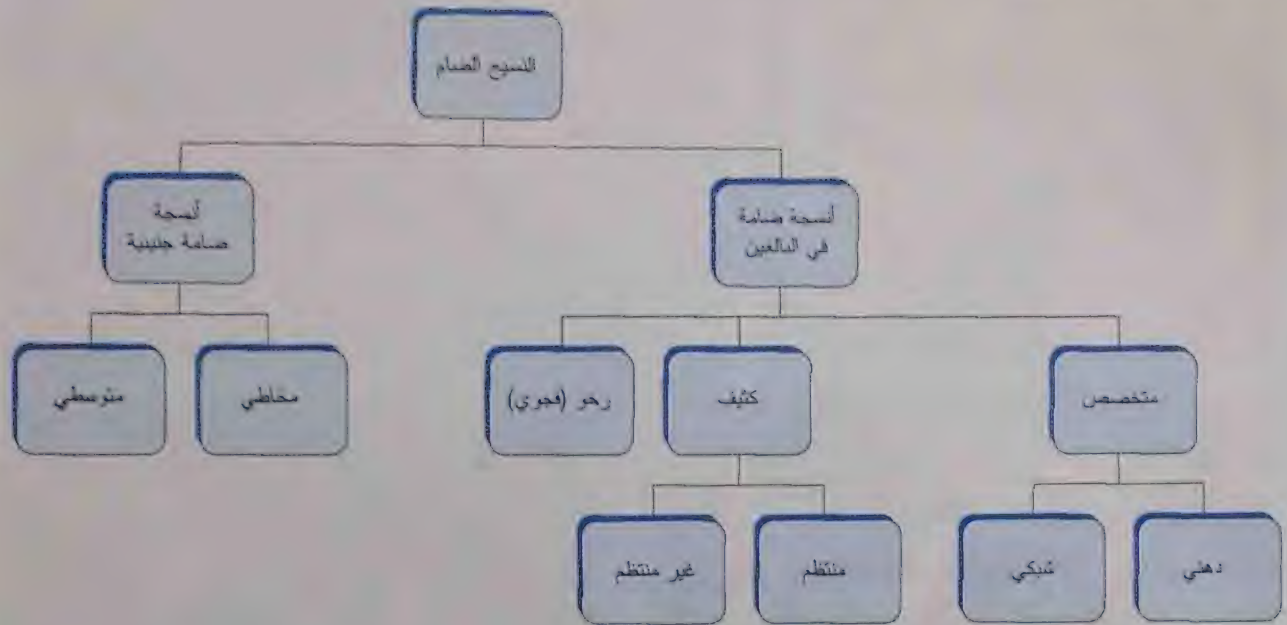 النسيج الضام
أنسجة ضامة
في البالغين
أنسجة
ضامة جنينية
متخصص
كثيف
رخو (فجوي)
مخاطي
متوسطي
دهني
شبكي
منتظم
غير منتظم